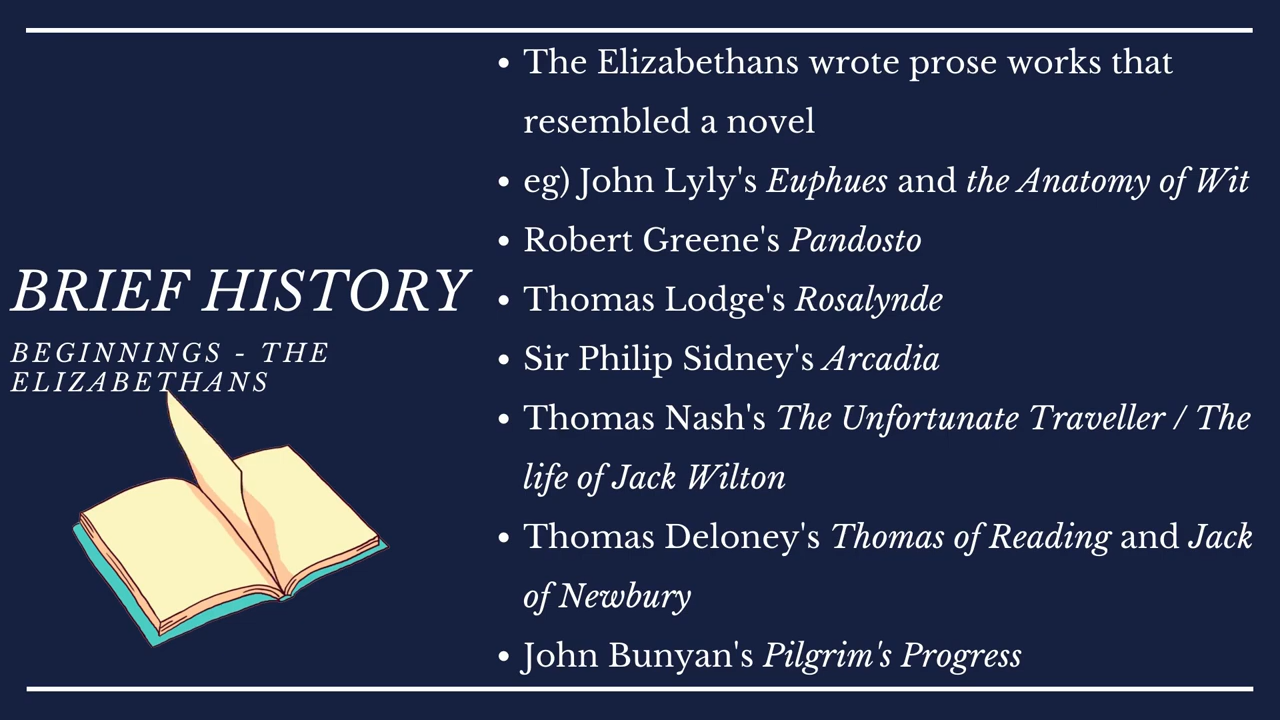 BRIEF HISTORY
BEGINNINGS - THE
ELIZABETHANS
• The Elizabethans wrote prose works that
resembled a novel
• eg) John Lyly's Euphues and the Anatomy of Wit
• Robert Greene's Pandosto
• Thomas Lodge's Rosalynde
• Sir Philip Sidney's Arcadia
• Thomas Nash's The Unfortunate Traveller / The
life of Jack Wilton
• Thomas Deloney's Thomas of Reading and Jack
of Newbury
• John Bunyan's Pilgrim's Progress